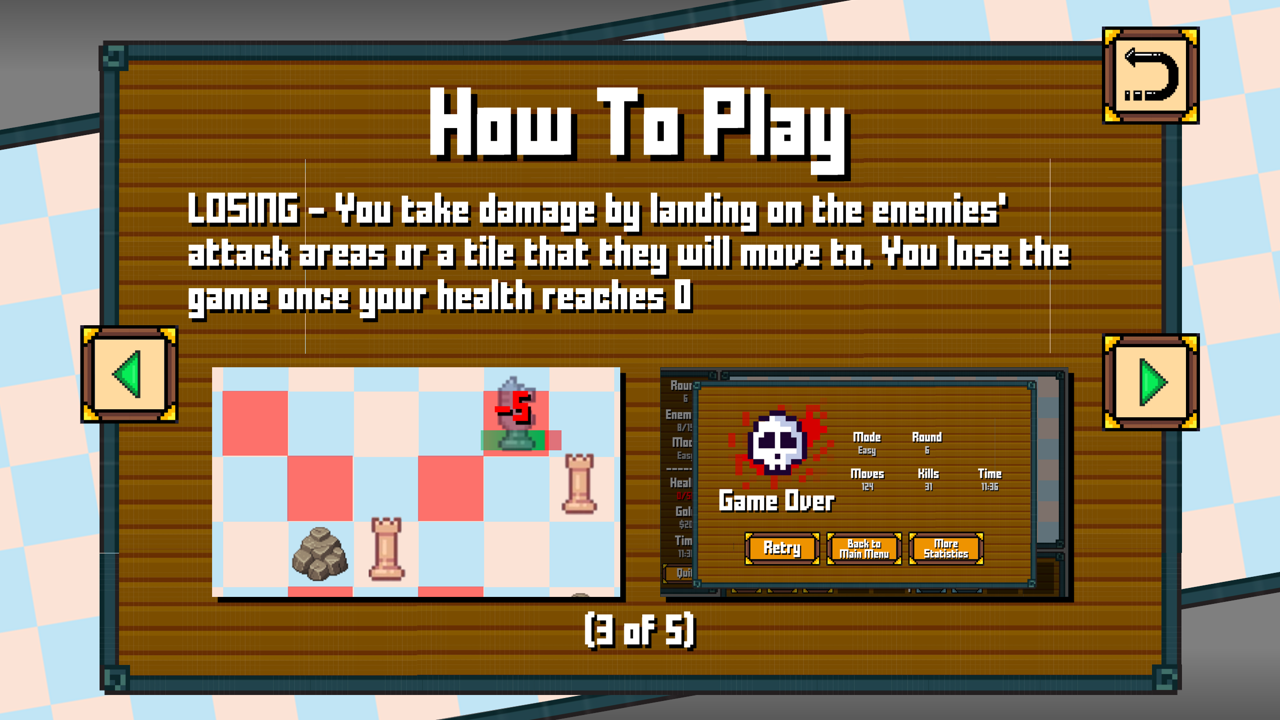 How To Play
LOSING - You take damage by landing on the enemies'
attack areas or a tile that they will move to. You lose the
game once your health reaches 0
-5
Game Over
Mode
Easy
Round
6
Moves
124
Kills
31
Time
11:36
Retry
Back to
Main Menu
More
Statistics
(3 of 5)